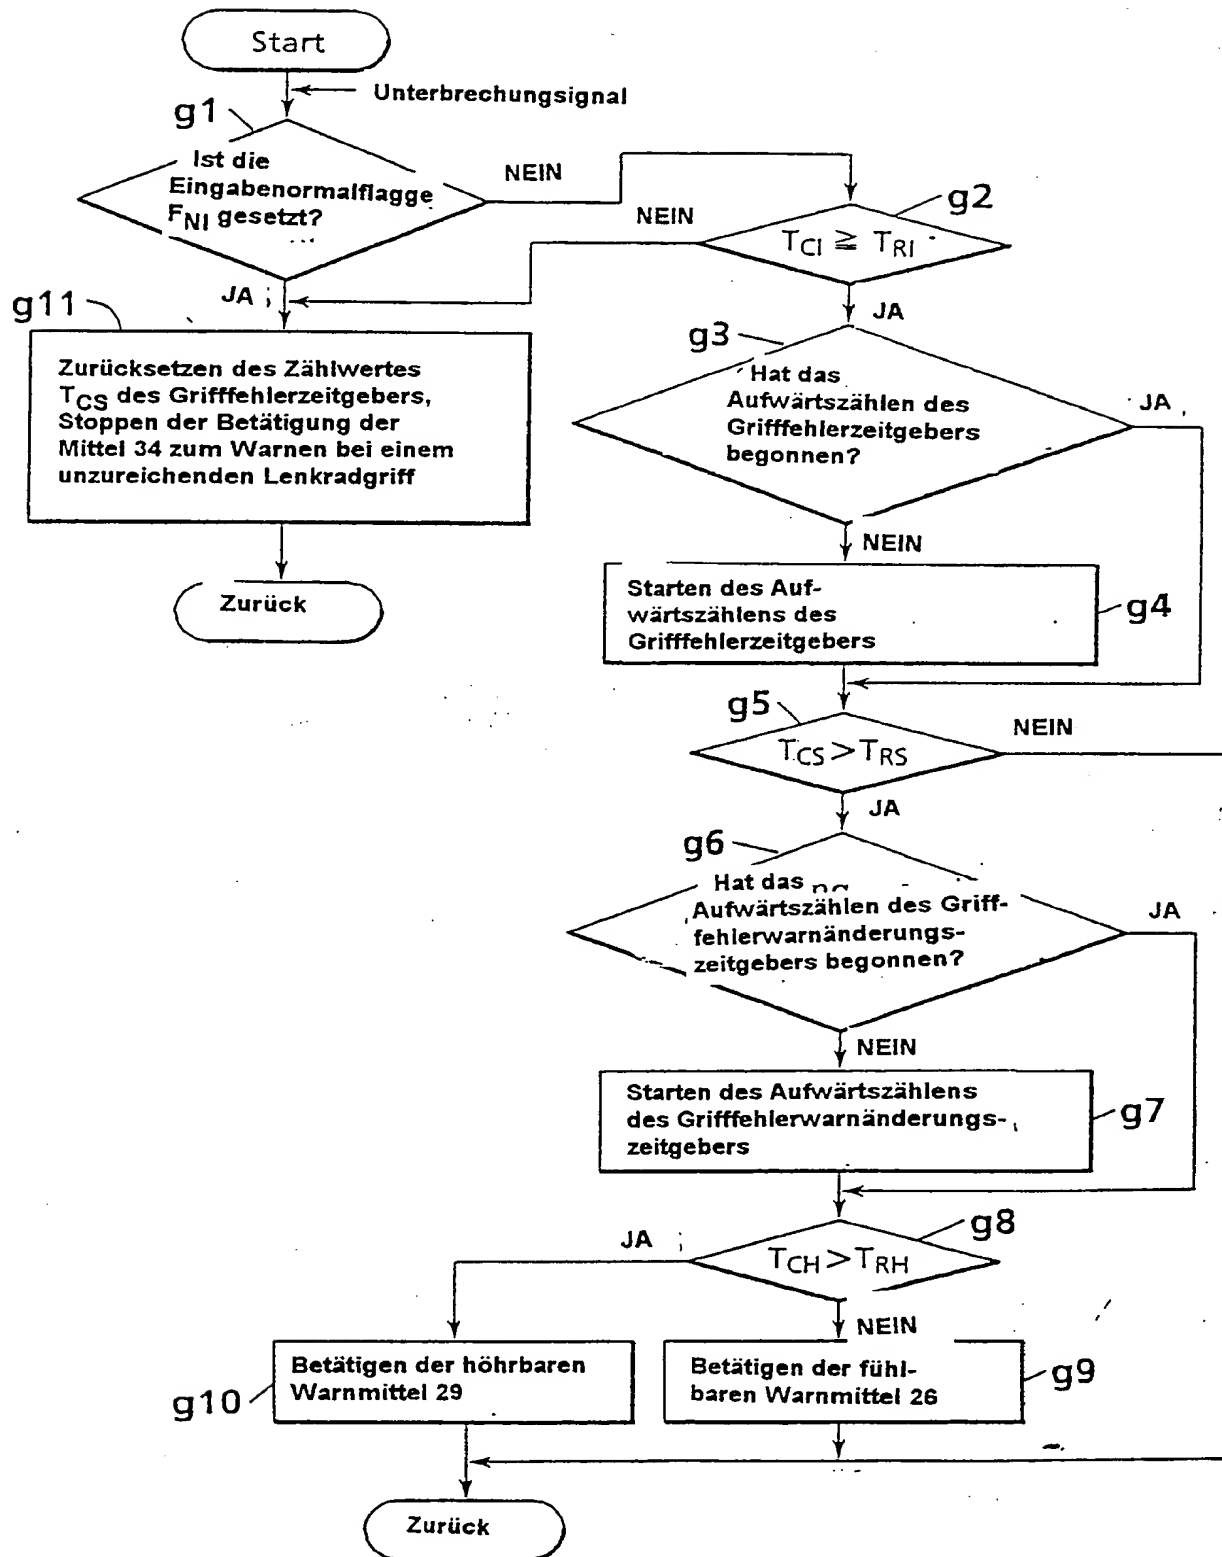 Start
Unterbrechungsignal
g1
Ist die
Eingabenormalflagge
FNI gesetzt?
NEIN
NEIN
g2
TCI ≧ TRI
JA
JA
g11
Zurücksetzen des Zählwertes
TCS des Grifffehlerzeitgebers,
Stoppen der Betätigung der
Mittel 34 zum Warnen bei einem
unzureichenden Lenkradgriff
Zurück
g3
Hat das
Aufwärtszählen des
Grifffehlerzeitgebers
begonnen?
JA
NEIN
Starten des Auf-
wärtszählens des
Grifffehlerzeitgebers
g4
g5
TCS > TRS
NEIN
JA
g6
Hat das
Aufwärtszählen des Griff-
fehlerwarnänderungs-
zeitgebers begonnen?
JA
NEIN
Starten des Aufwärtszählens
des Grifffehlerwarnänderungs-
zeitgebers
g7
g8
JA
TCH > TRH
NEIN
Betätigen der höhrbaren
Warnmittel 29
g10
Betätigen der fühl-
baren Warnmittel 26
g9
Zurück